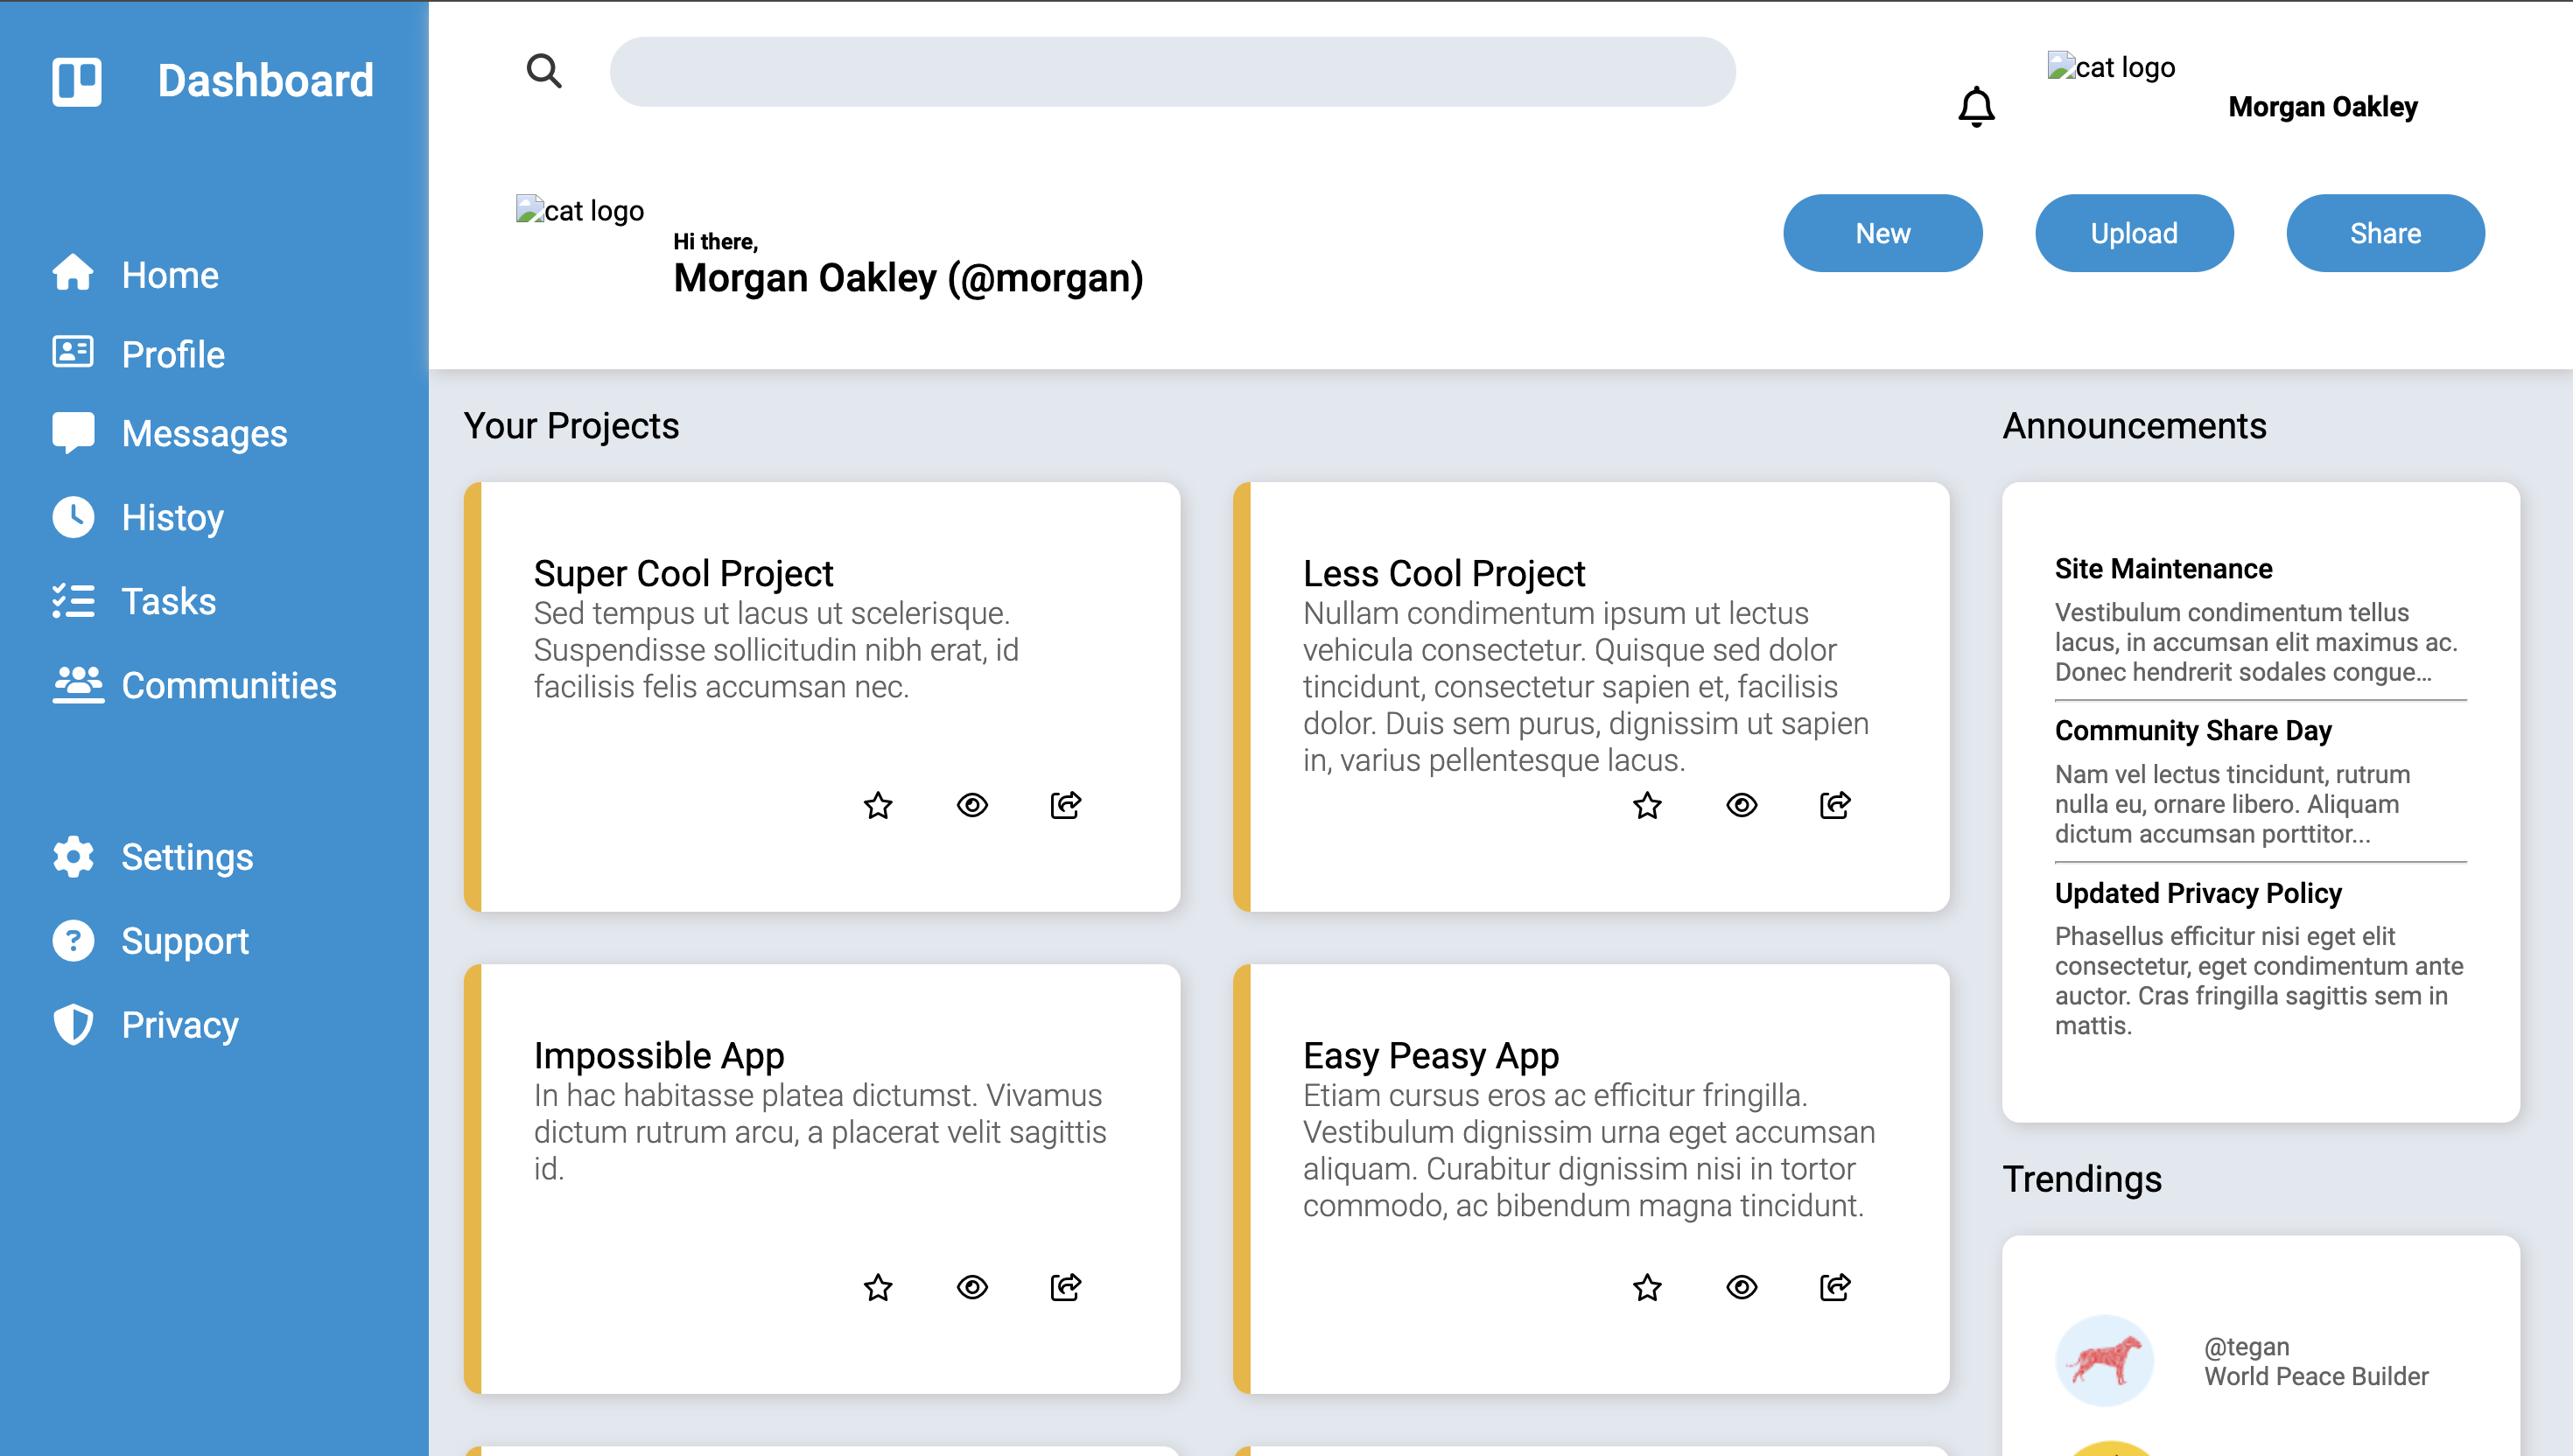 Dashboard
Home
Profile
Messages
Histoy
Tasks
Communities
Settings
Support
Privacy
cat logo
Morgan Oakley
cat logo
Hi there,
Morgan Oakley (@morgan)
New
Upload
Share
Your Projects
Super Cool Project
Sed tempus ut lacus ut scelerisque.
Suspendisse sollicitudin nibh erat, id
facilisis felis accumsan nec.
Less Cool Project
Nullam condimentum ipsum ut lectus
vehicula consectetur. Quisque sed dolor
tincidunt, consectetur sapien et, facilisis
dolor. Duis sem purus, dignissim ut sapien
in, varius pellentesque lacus.
Impossible App
In hac habitasse platea dictumst. Vivamus
dictum rutrum arcu, a placerat velit sagittis
id.
Easy Peasy App
Etiam cursus eros ac efficitur fringilla.
Vestibulum dignissim urna eget accumsan
aliquam. Curabitur dignissim nisi in tortor
commodo, ac bibendum magna tincidunt.
Announcements
Site Maintenance
Vestibulum condimentum tellus
lacus, in accumsan elit maximus ac.
Donec hendrerit sodales congue…
Community Share Day
Nam vel lectus tincidunt, rutrum
nulla eu, ornare libero. Aliquam
dictum accumsan porttitor...
Updated Privacy Policy
Phasellus efficitur nisi eget elit
consectetur, eget condimentum ante
auctor. Cras fringilla sagittis sem in
mattis.
Trendings
@tegan
World Peace Builder